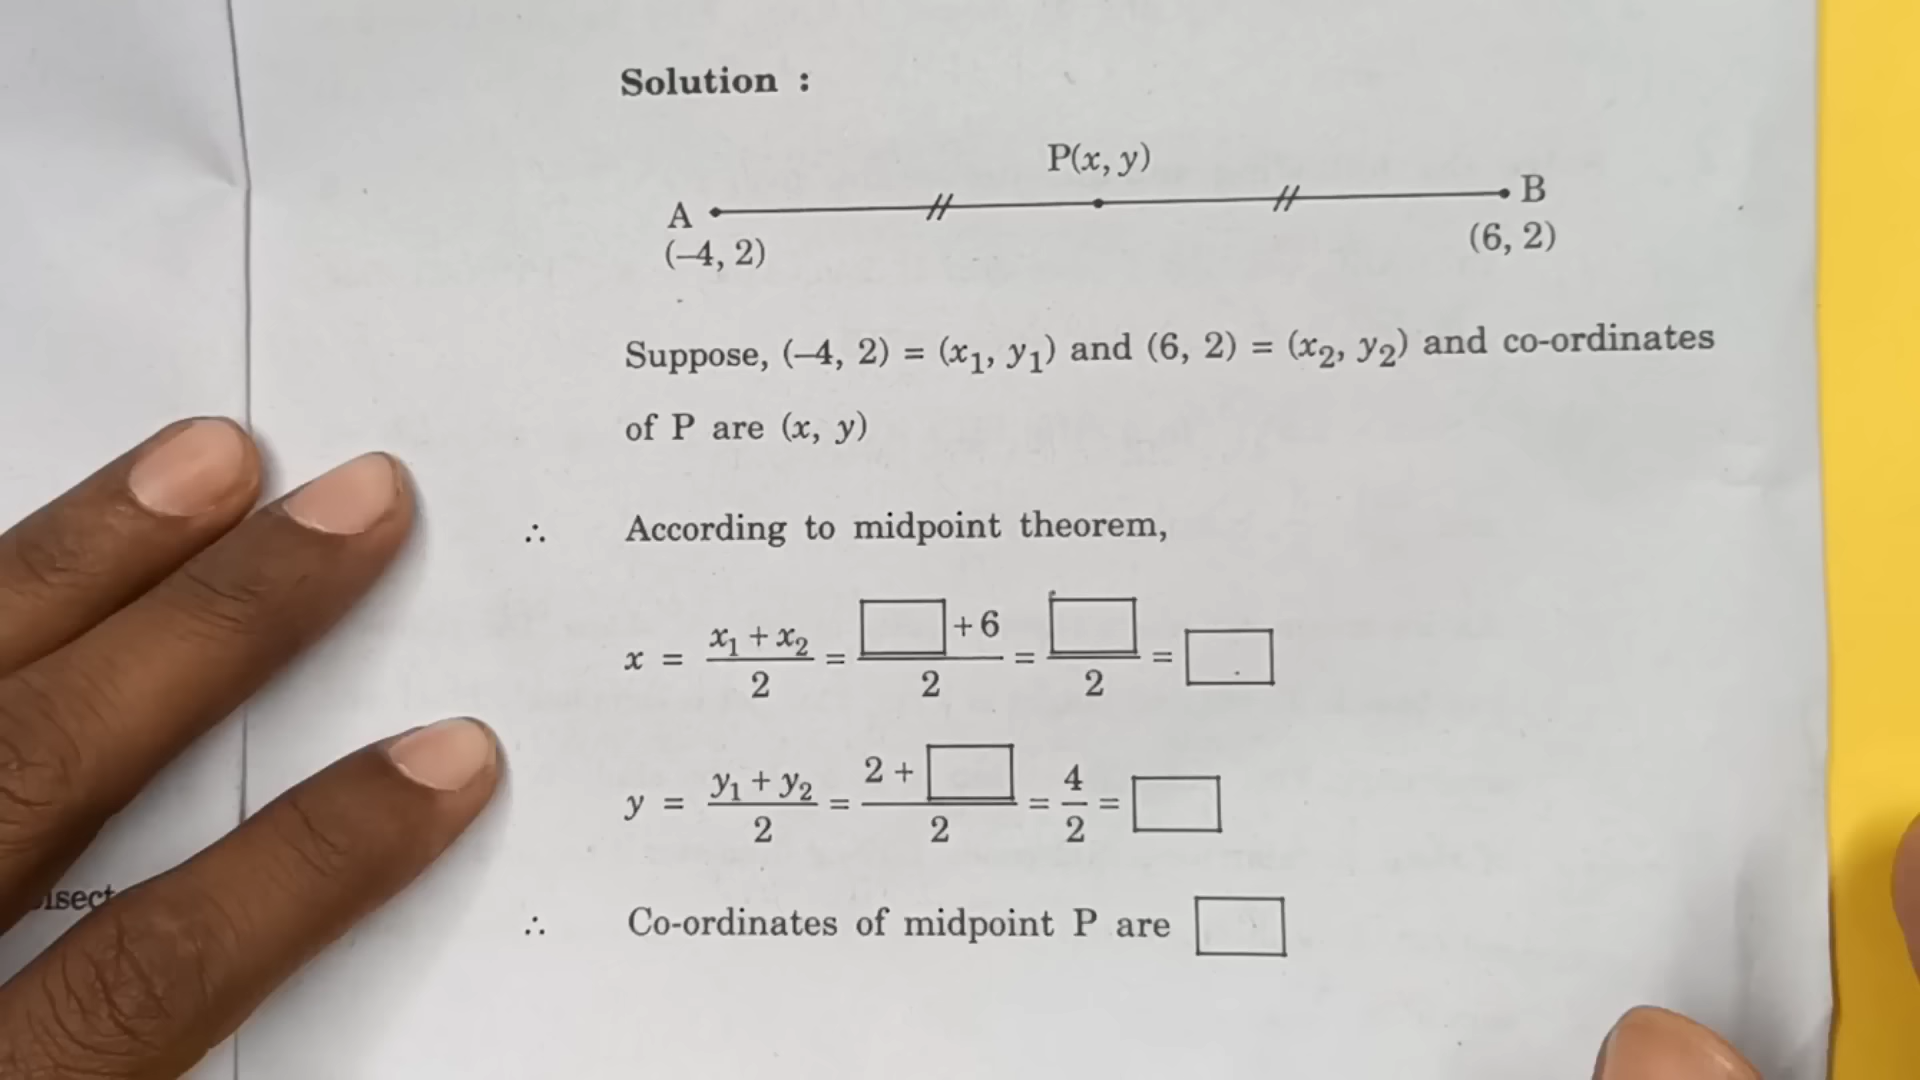 Solution :
P(x, y)
A
B
(–4, 2)
(6, 2)
Suppose, (–4, 2) = (x₁, y₁) and (6, 2) = (x₂, y₂) and co-ordinates
of P are (x, y)
∴ According to midpoint theorem,
x = (x₁ + x₂)/2 = (□ + 6)/2 = □/2 = □
y = (y₁ + y₂)/2 = (2 + □)/2 = 4/2 = □
∴ Co-ordinates of midpoint P are □